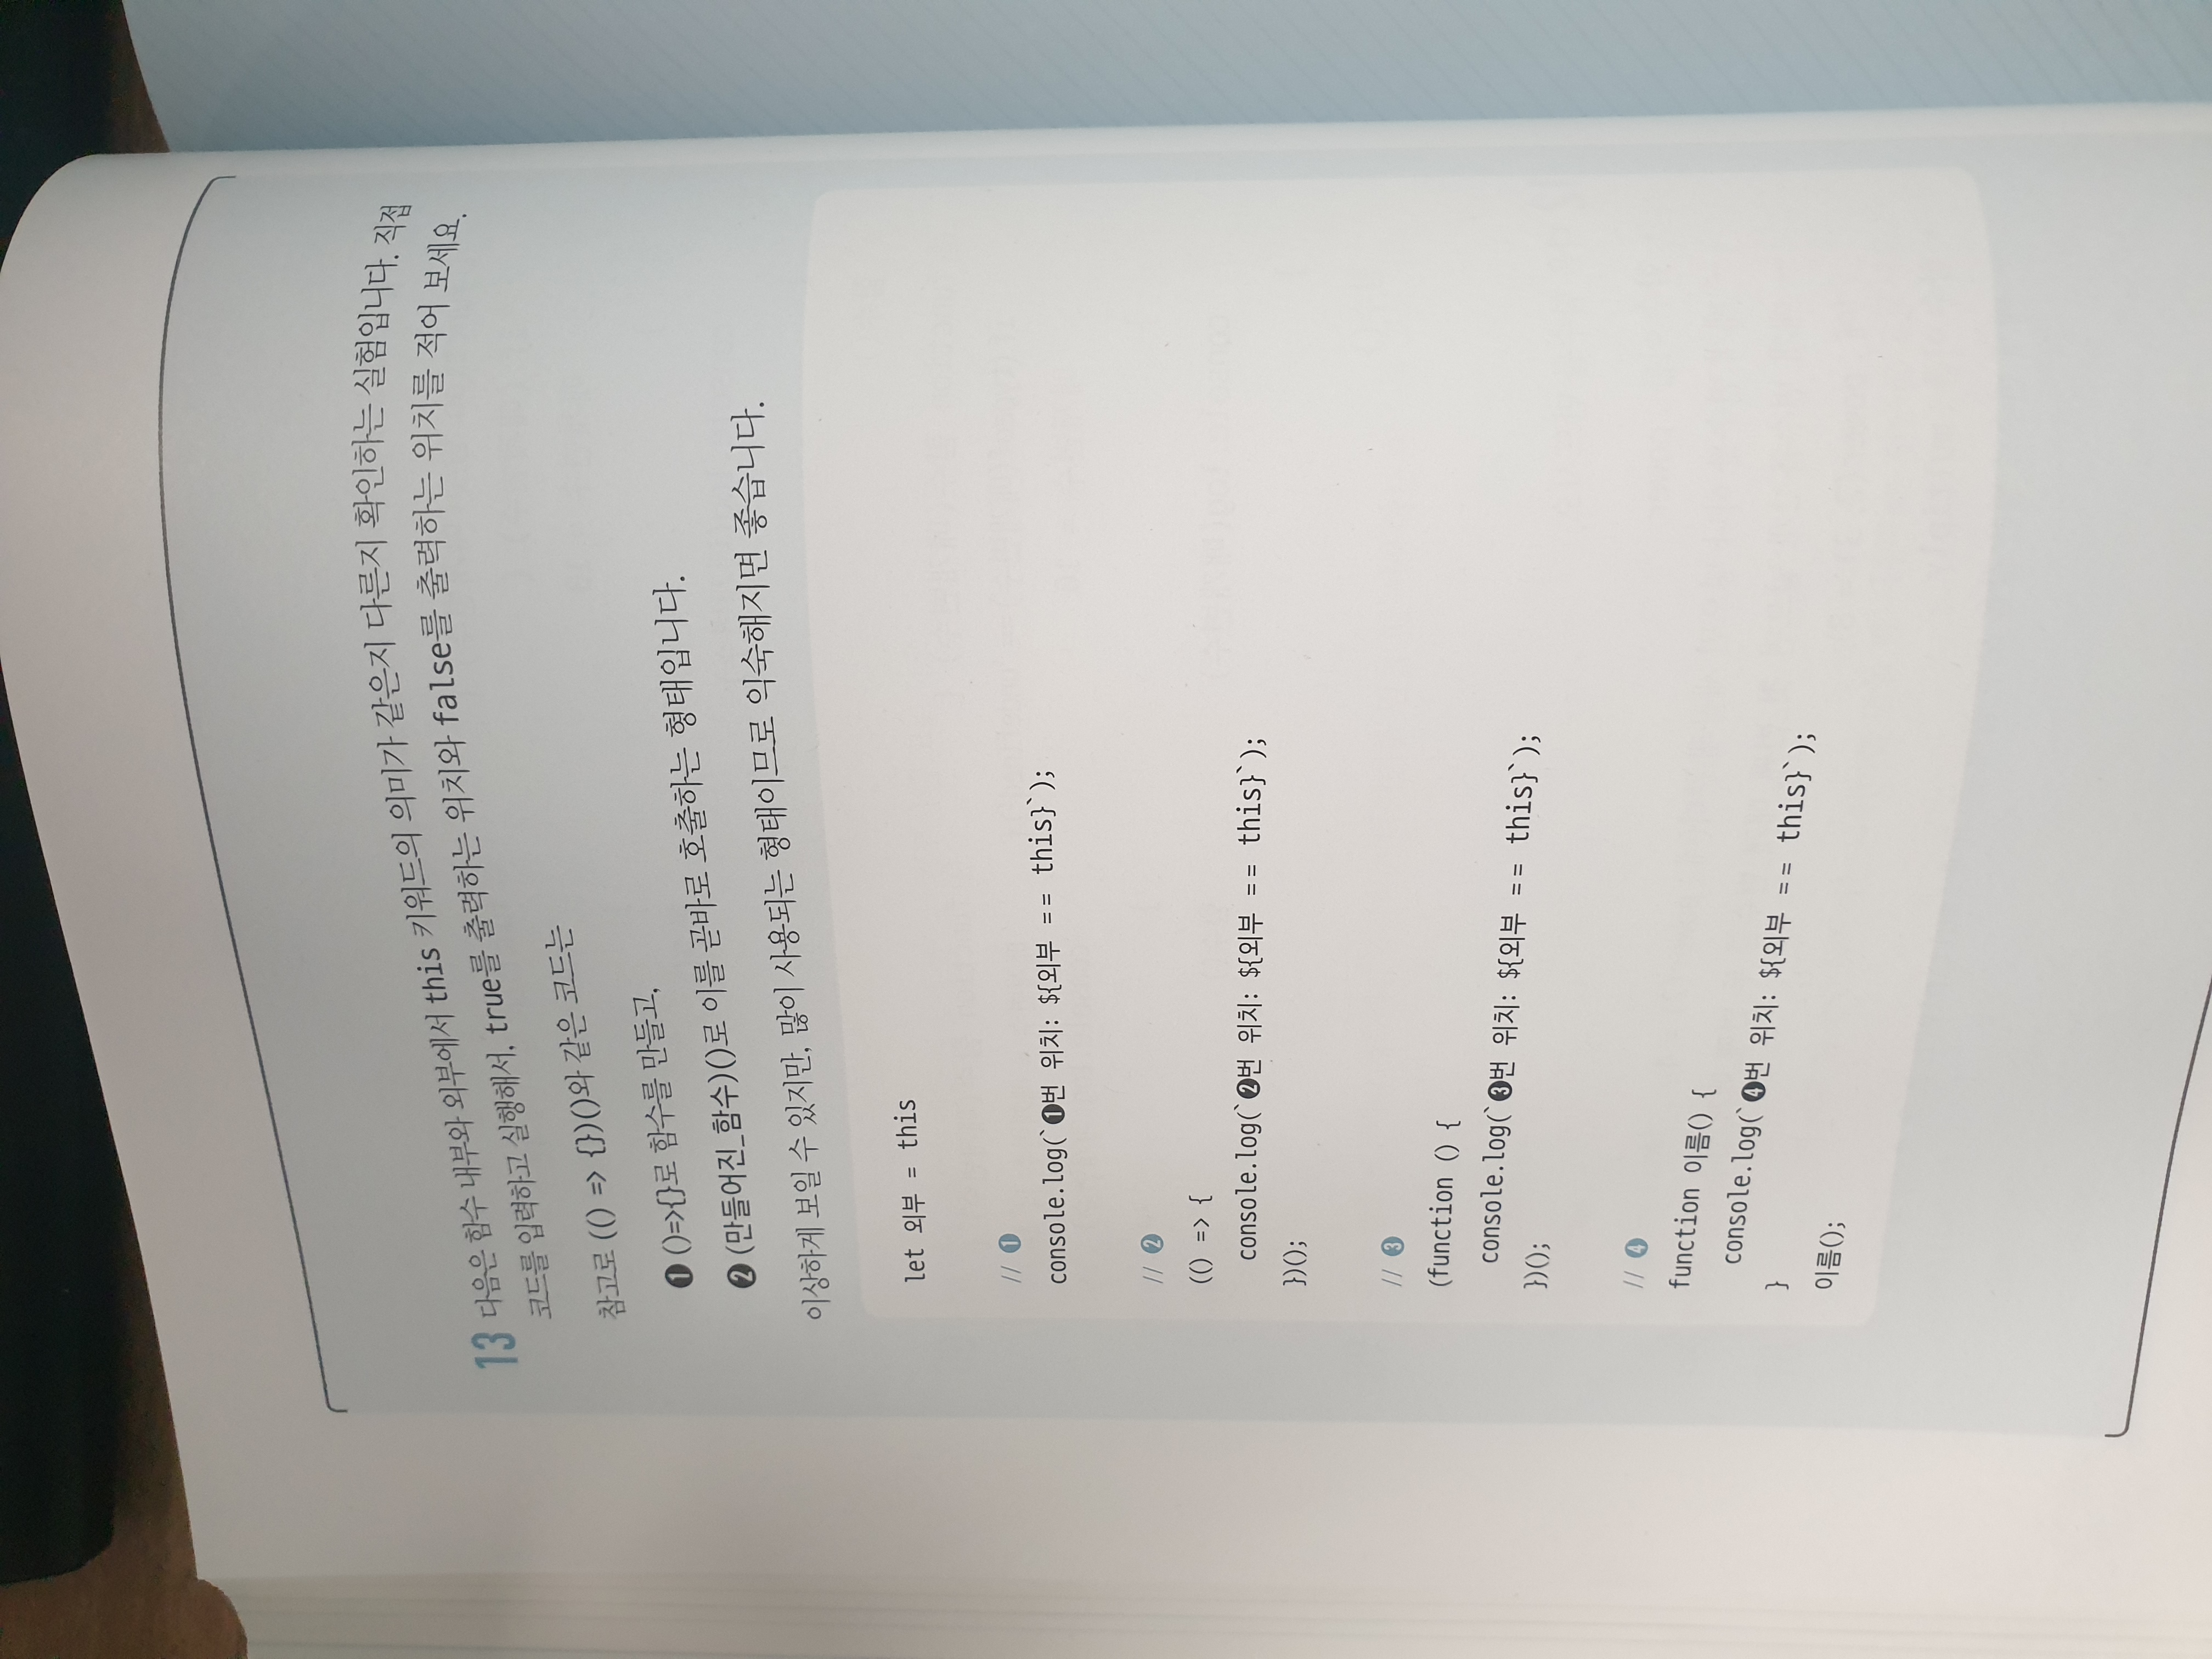 13 다음은 함수 내부와 외부에서 this 키워드의 의미가 같은지 다른지 확인하는 실험입니다. 직접
코드를 입력하고 실행해서, true를 출력하는 위치와 false를 출력하는 위치를 적어 보세요.
참고로 (() => {})()와 같은 코드는
❶ ()=>{}로 함수를 만들고,
❷ (만들어진_함수)()로 이를 곧바로 호출하는 형태입니다.
이상하게 보일 수 있지만, 많이 사용되는 형태이므로 익숙해지면 좋습니다.
let 외부 = this
// ❶
console.log(`❶번 위치: ${외부 == this}`);
// ❷
(() => {
console.log(`❷번 위치: ${외부 == this}`);
})();
// ❸
(function () {
console.log(`❸번 위치: ${외부 == this}`);
})();
// ❹
function 이름() {
console.log(`❹번 위치: ${외부 == this}`);
}
이름();